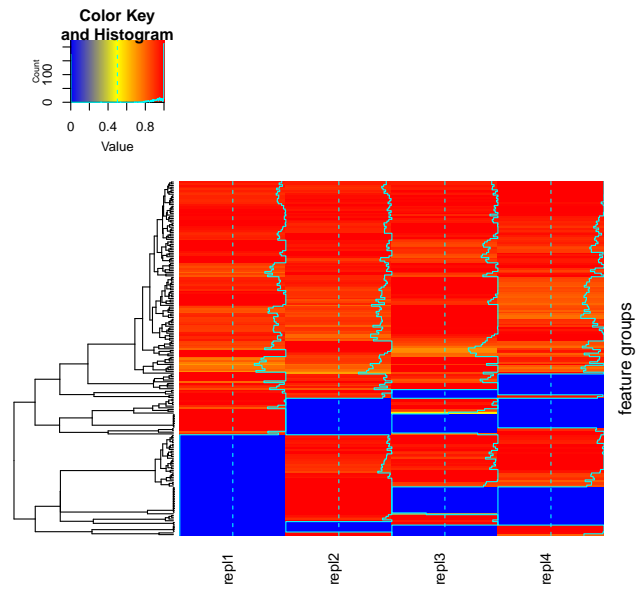 Color Key
and Histogram
Count
0 100
0 0.4 0.8
Value
feature groups
repl1 repl2 repl3 repl4